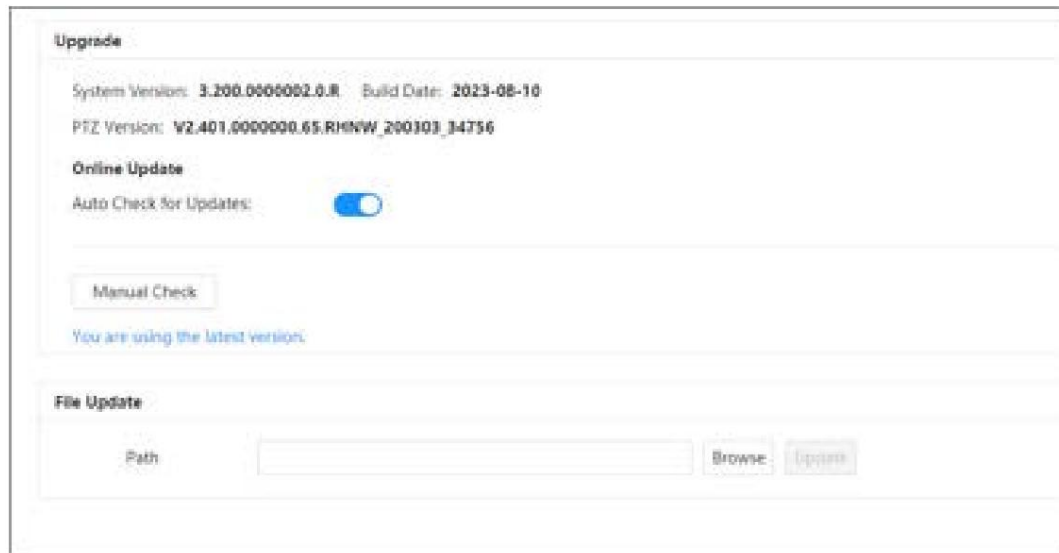 Upgrade
System Version: 3.200.0000002.0.R Build Date: 2023-08-10
PTZ Version: V2.401.0000000.65.RHNW_200303_34756
Online Update
Auto Check for Updates:
Manual Check
You are using the latest version.
File Update
Path Browse Update